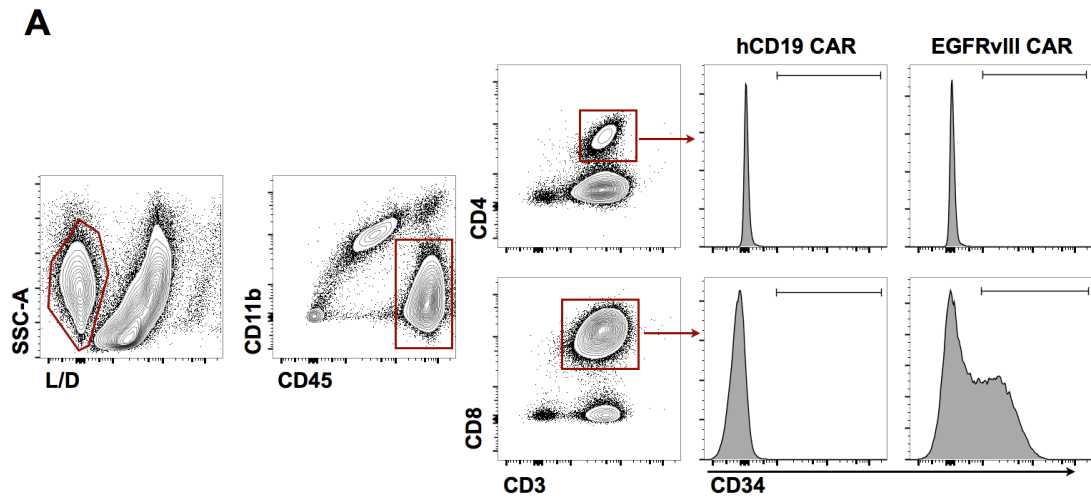 A
hCD19 CAR
EGFRvIII CAR
SSC-A
L/D
CD11b
CD45
CD4
CD8
CD3
CD34